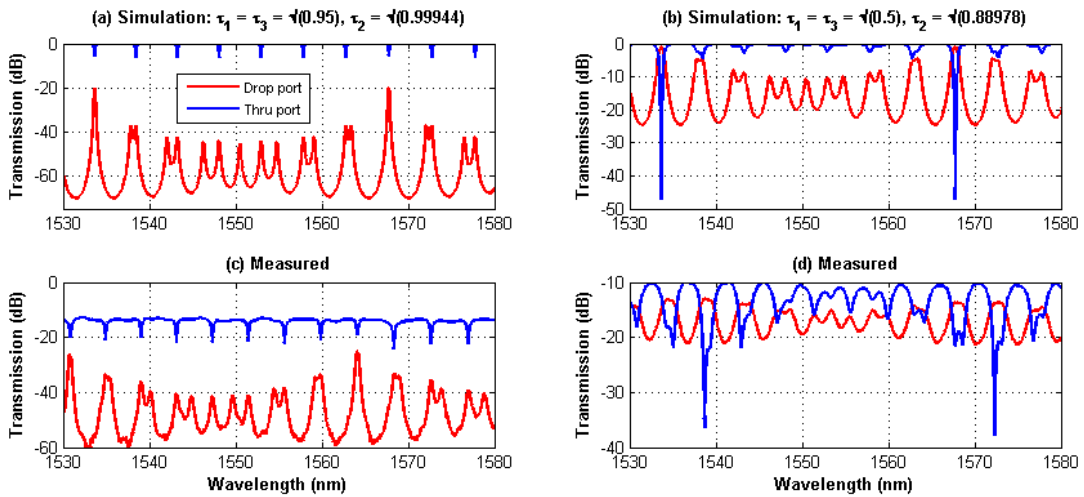 (a) Simulation: τ1 = τ3 = √(0.95), τ2 = √(0.99944)
Transmission (dB)
0
-20
-40
-60
1530 1540 1550 1560 1570 1580
Drop port
Thru port
(b) Simulation: τ1 = τ3 = √(0.5), τ2 = √(0.88978)
Transmission (dB)
0
-10
-20
-30
-40
-50
1530 1540 1550 1560 1570 1580
(c) Measured
Transmission (dB)
0
-20
-40
-60
1530 1540 1550 1560 1570 1580
Wavelength (nm)
(d) Measured
Transmission (dB)
-10
-20
-30
-40
1530 1540 1550 1560 1570 1580
Wavelength (nm)